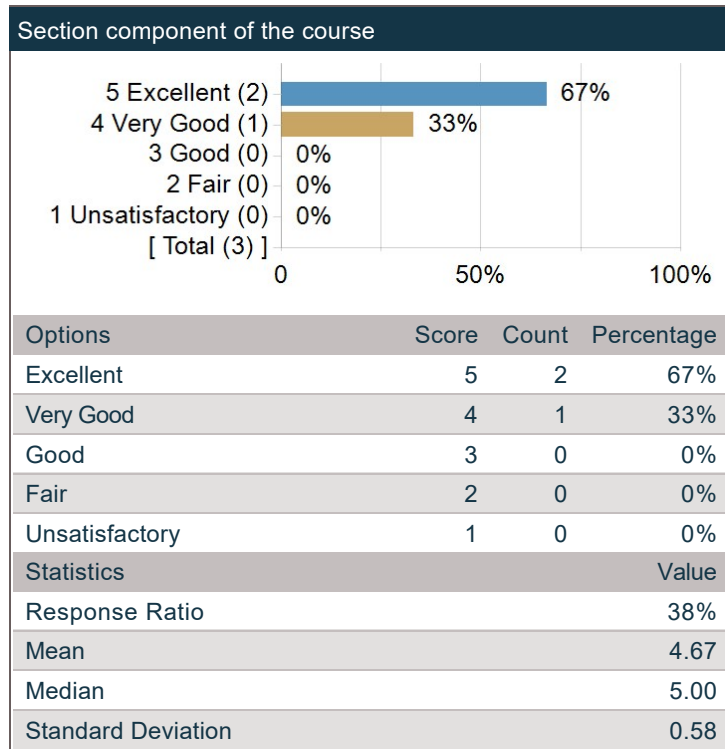 Section component of the course
5 Excellent (2) 67%
4 Very Good (1) 33%
3 Good (0) 0%
2 Fair (0) 0%
1 Unsatisfactory (0) 0%
[ Total (3) ]
0 50% 100%
Options Score Count Percentage
Excellent 5 2 67%
Very Good 4 1 33%
Good 3 0 0%
Fair 2 0 0%
Unsatisfactory 1 0 0%
Statistics Value
Response Ratio 38%
Mean 4.67
Median 5.00
Standard Deviation 0.58